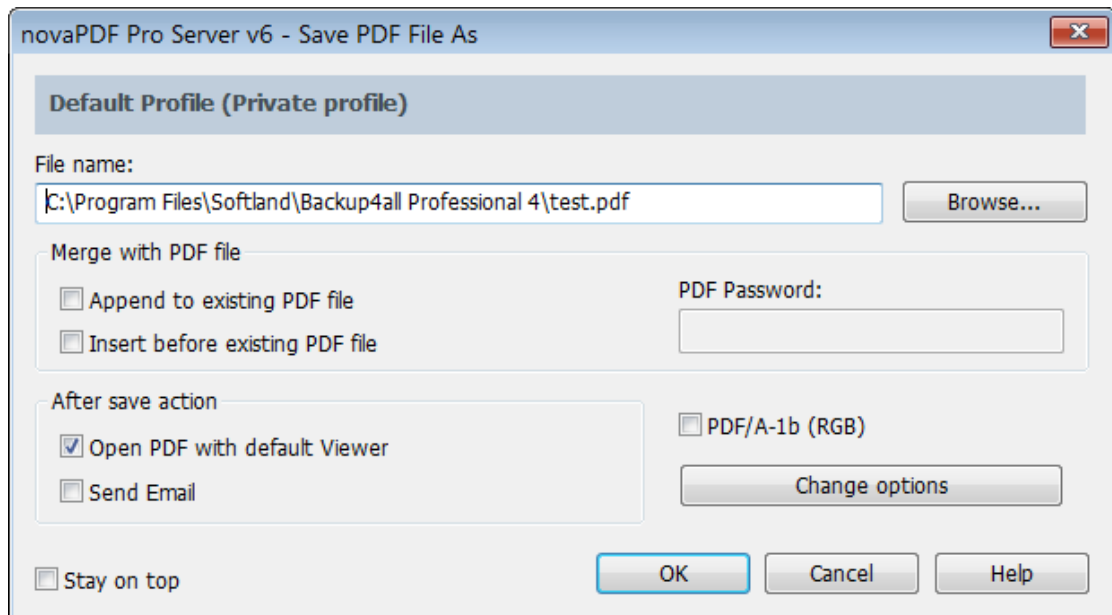 novaPDF Pro Server v6 - Save PDF File As
Default Profile (Private profile)
File name:
C:\Program Files\Softland\Backup4all Professional 4\test.pdf
Browse...
Merge with PDF file
Append to existing PDF file
PDF Password:
Insert before existing PDF file
After save action
PDF/A-1b (RGB)
Open PDF with default Viewer
Send Email
Change options
Stay on top
OK Cancel Help